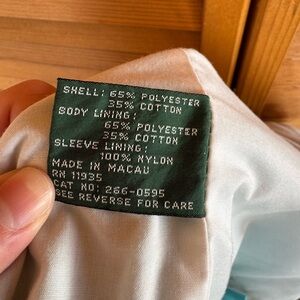 SHELL: 65% POLYESTER
35% COTTON
BODY LINING:
65% POLYESTER
35% COTTON
SLEEVE LINING:
100% NYLON
MADE IN MACAU
RN 11935
CAT NO: 266-0595
SEE REVERSE FOR CARE